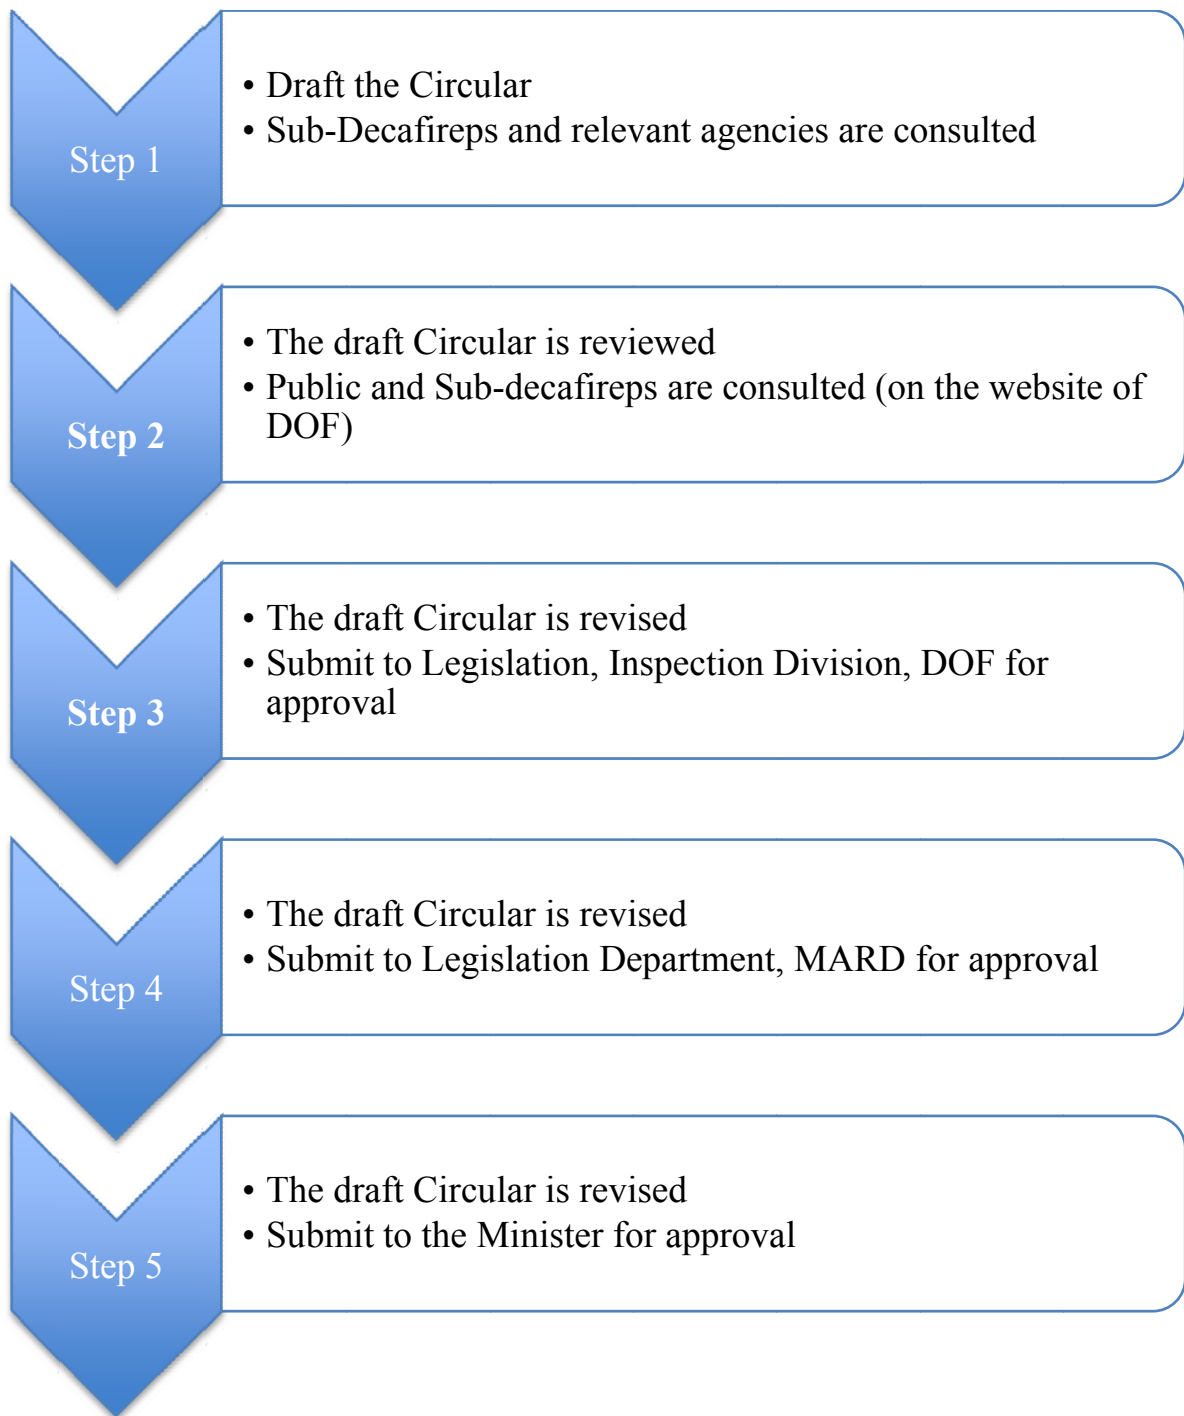 Step 1
• Draft the Circular
• Sub-Decafireps and relevant agencies are consulted
Step 2
• The draft Circular is reviewed
• Public and Sub-decafireps are consulted (on the website of
DOF)
Step 3
• The draft Circular is revised
• Submit to Legislation, Inspection Division, DOF for
approval
Step 4
• The draft Circular is revised
• Submit to Legislation Department, MARD for approval
Step 5
• The draft Circular is revised
• Submit to the Minister for approval